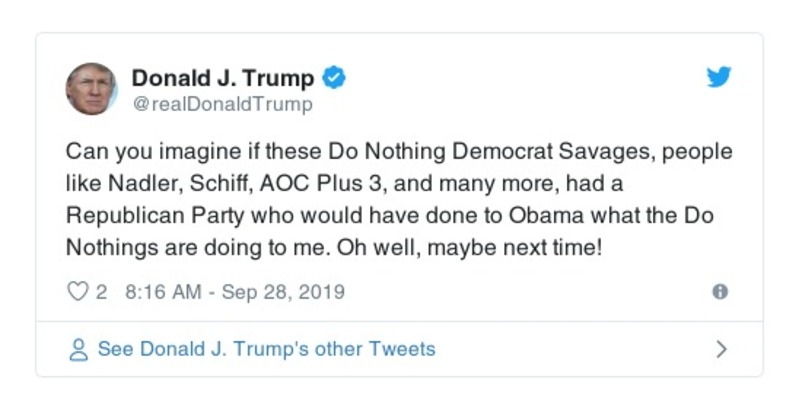 Donald J. Trump
@realDonaldTrump
Can you imagine if these Do Nothing Democrat Savages, people
like Nadler, Schiff, AOC Plus 3, and many more, had a
Republican Party who would have done to Obama what the Do
Nothings are doing to me. Oh well, maybe next time!
2 8:16 AM - Sep 28, 2019
See Donald J. Trump's other Tweets